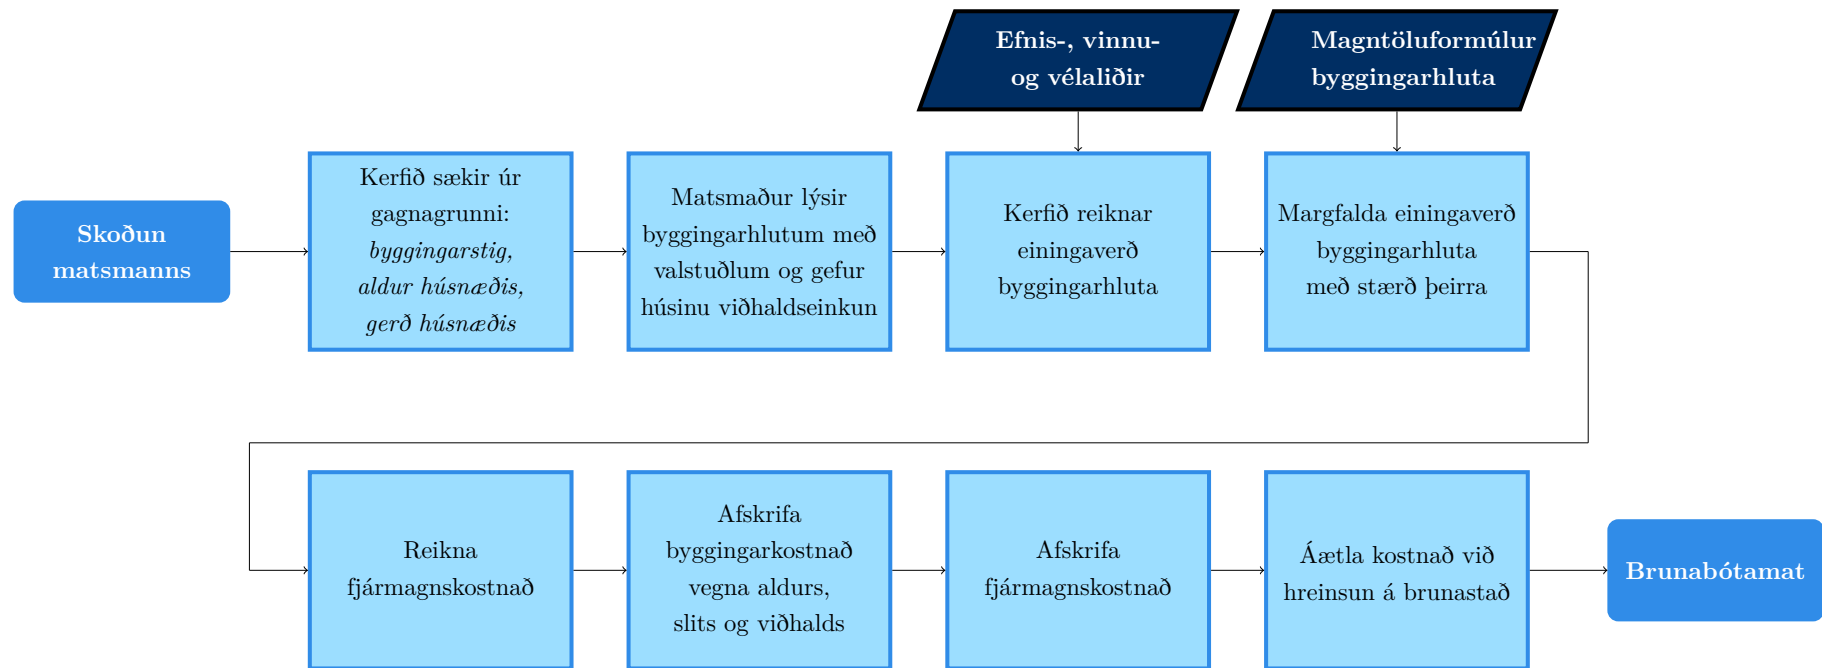 Efnis-, vinnu-
og vélaliðir
Magntöluformúlur
byggingarhluta
Skoðun
matsmanns
Kerfið sækir úr
gagnagrunni:
byggingarstig,
aldur húsnæðis,
gerð húsnæðis
Matsmaður lýsir
byggingarhlutum með
valstuðlum og gefur
húsinu viðhaldseinkun
Kerfið reiknar
einingaverð
byggingarhluta
Margfalda einingaverð
byggingarhluta
með stærð þeirra
Reikna
fjármagnskostnað
Afskrifa
byggingarkostnað
vegna aldurs,
slits og viðhalds
Afskrifa
fjármagnskostnað
Áætla kostnað við
hreinsun á brunastað
Brunabótamat